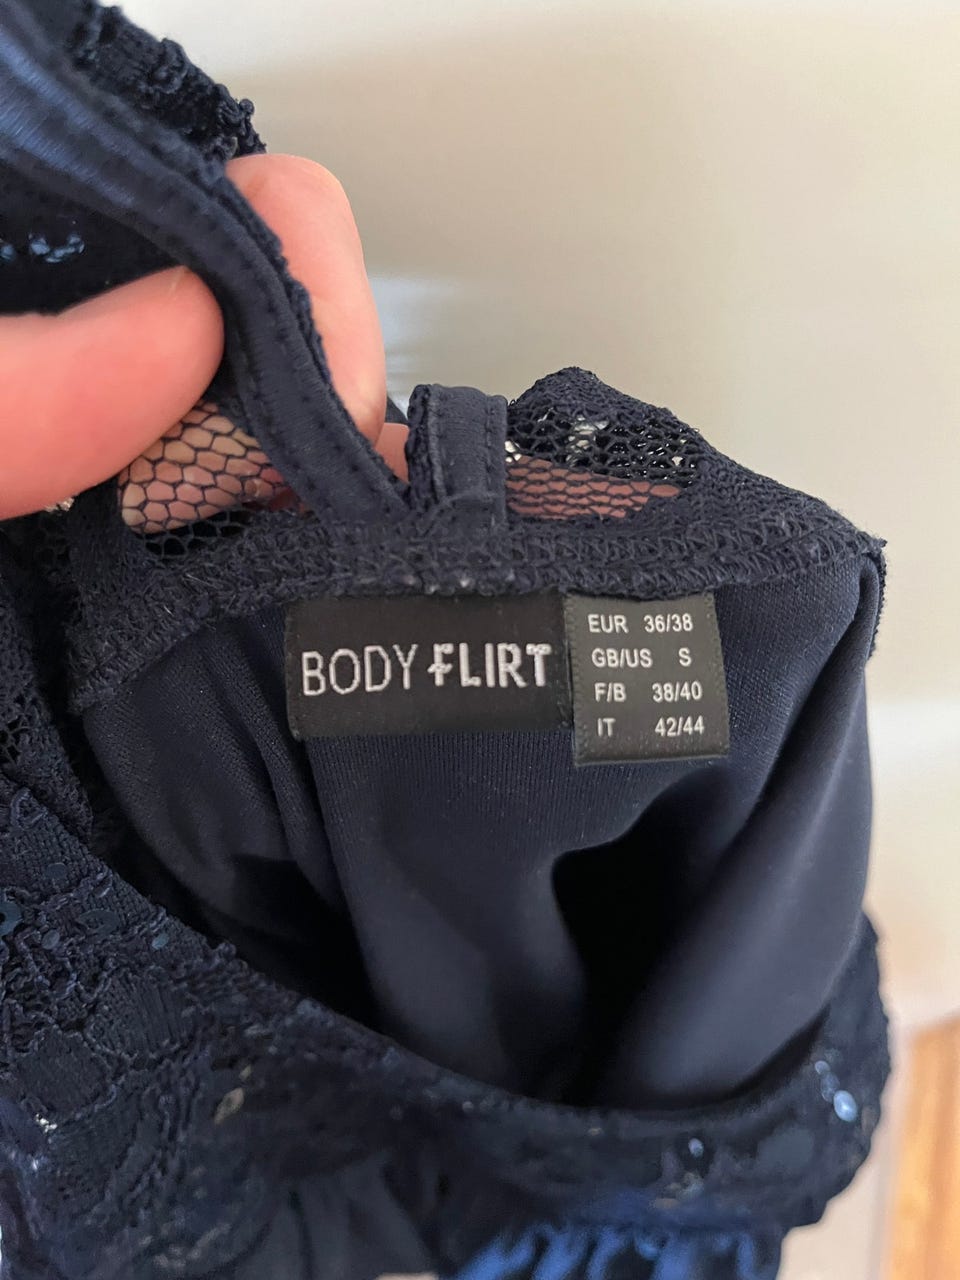 BODY FLIRT
EUR 36/38
GB/US S
F/B 38/40
IT 42/44